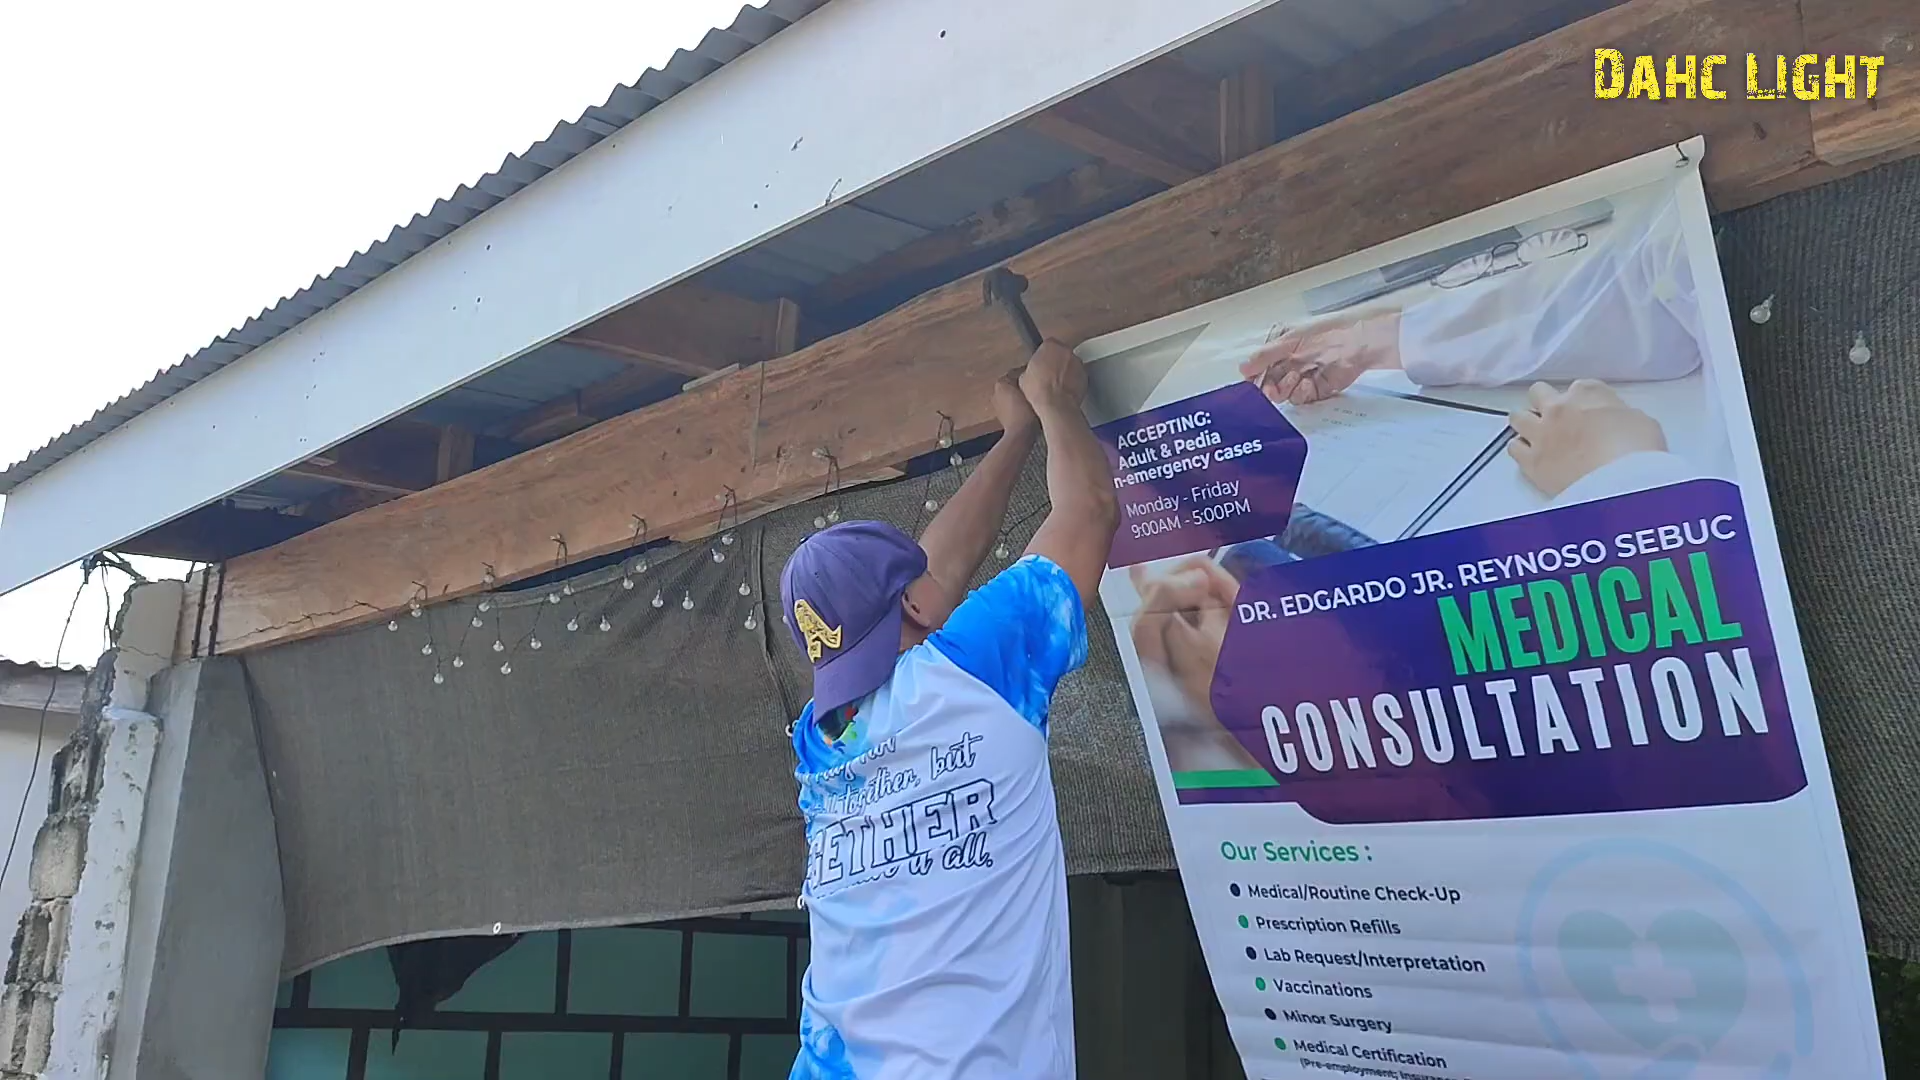 DAHC LIGHT
ACCEPTING:
Adult & Pedia
n-emergency cases
Monday - Friday
9:00AM - 5:00PM
DR. EDGARDO JR. REYNOSO SEBUC
MEDICAL
CONSULTATION
Our Services :
Medical/Routine Check-Up
Prescription Refills
Lab Request/Interpretation
Vaccinations
Minor Surgery
Medical Certification
(Pre-employment;
together, but
all.